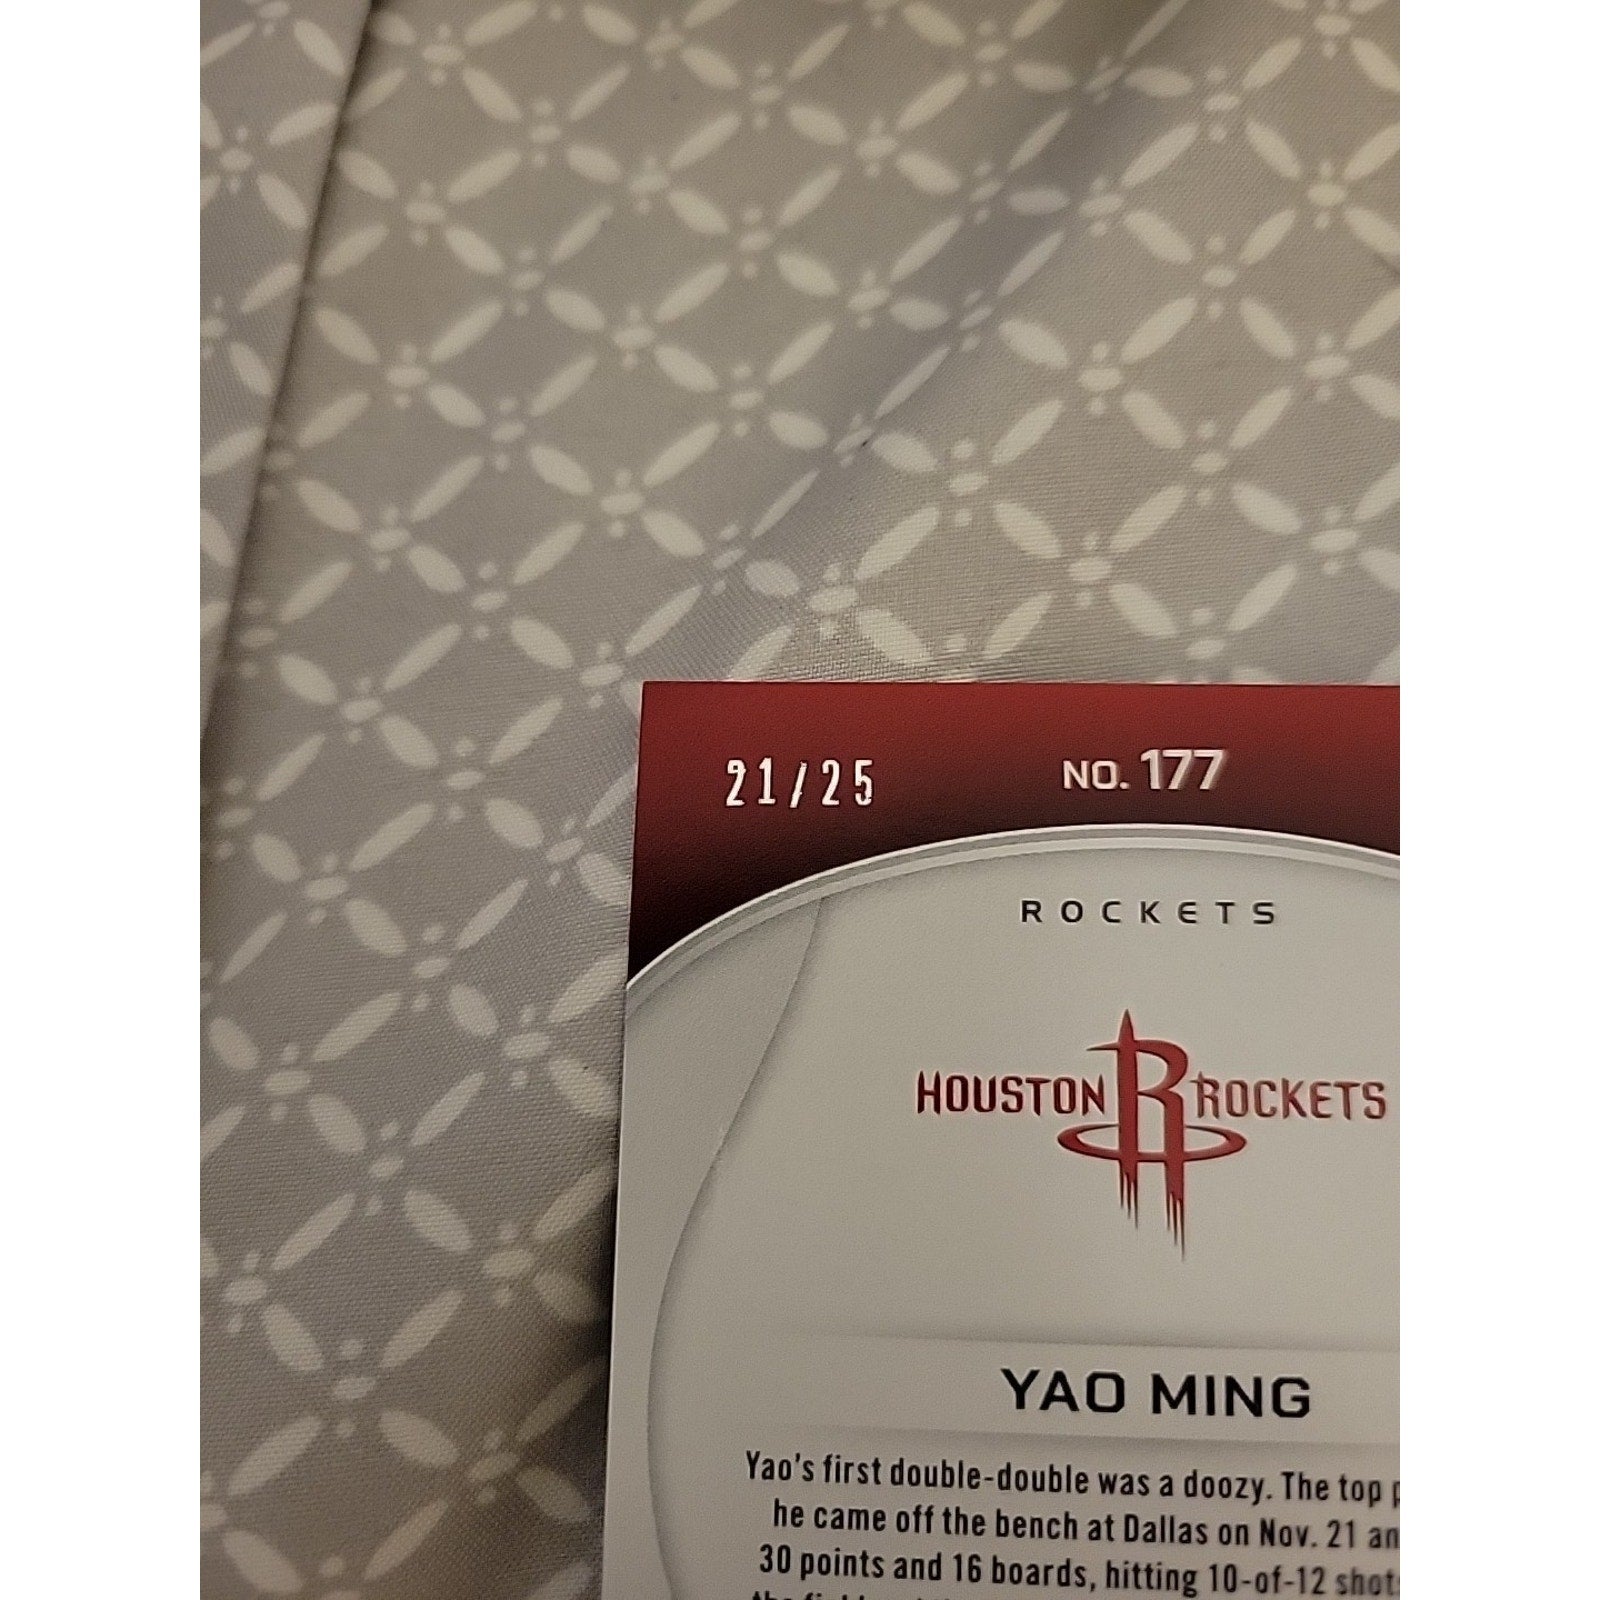 21/25 NO. 177
ROCKETS
HOUSTON R ROCKETS
YAO MING
Yao's first double-double was a doozy. The top
he came off the bench at Dallas on Nov. 21
30 points and 16 boards, hitting 10-of-12